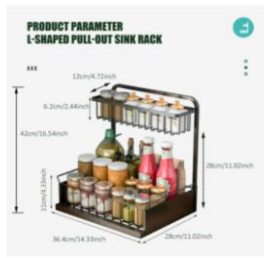 PRODUCT PARAMETER
L-SHAPED PULL-OUT SINK RACK
12cm/4.72inch
6.2cm/2.44inch
42cm/16.54inch
28cm/11.02inch
11cm/4.33inch
36.4cm/14.33inch
28cm/11.02inch